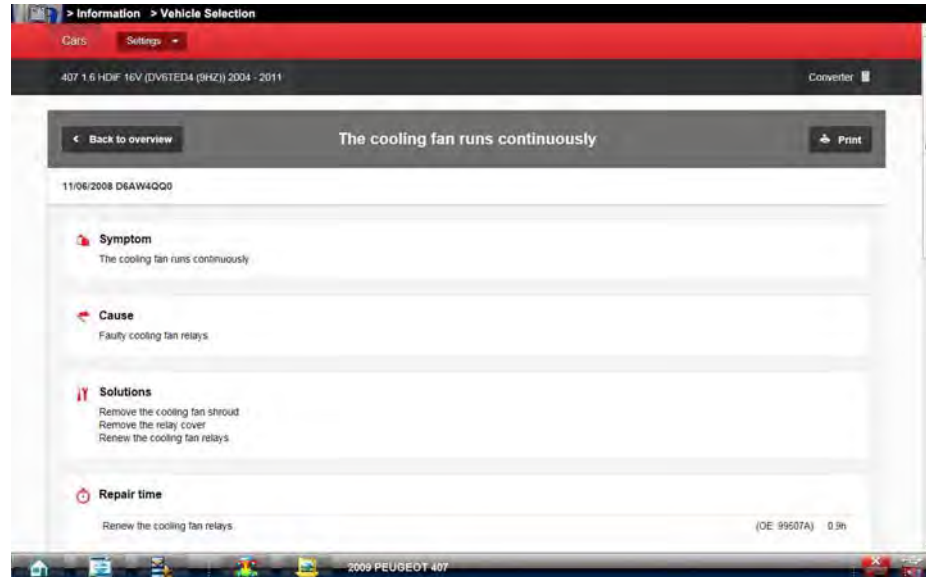 > Information > Vehicle Selection
Cars Settings
407 1.6 HDiF 16V (DV6TED4 (9HZ)) 2004 - 2011 Converter
Back to overview The cooling fan runs continuously Print
11/06/2008 D6AW4QQ0
Symptom
The cooling fan runs continuously
Cause
Faulty cooling fan relays
Solutions
Remove the cooling fan shroud
Remove the relay cover
Renew the cooling fan relays
Repair time
Renew the cooling fan relays (OE 99507A) 0.9h
2009 PEUGEOT 407